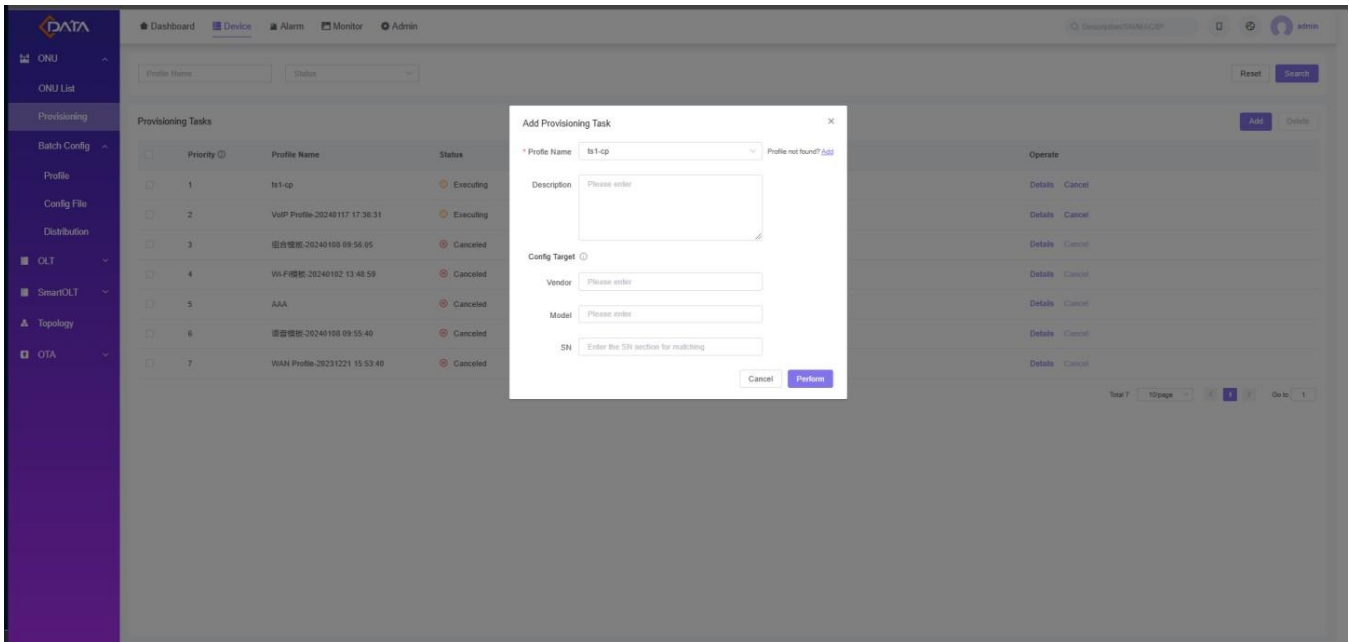 DATA
Dashboard Device Alarm Monitor Admin
Description/SN/MAC/IP admin
ONU
ONU List
Provisioning
Batch Config
Profile
Config File
Distribution
OLT
SmartOLT
Topology
OTA
Profile Name Status Reset Search
Provisioning Tasks Add Delete
Priority Profile Name Status Operate
1 ts1-cp Executing Details Cancel
2 VoIP Profile-20240117 17:36:31 Executing Details Cancel
3 组合模板-20240108 09:56:05 Canceled Details Cancel
4 Wi-Fi模板-20240102 13:48:59 Canceled Details Cancel
5 AAA Canceled Details Cancel
6 语音模板-20240108 09:55:40 Canceled Details Cancel
7 WAN Profile-20231221 15:53:40 Canceled Details Cancel
Total 7 10/page 1 Go to 1
Add Provisioning Task
* Profle Name ts1-cp Profile not found? Add
Description Please enter
Config Target
Vendor Please enter
Model Please enter
SN Enter the SN section for matching
Cancel Perform